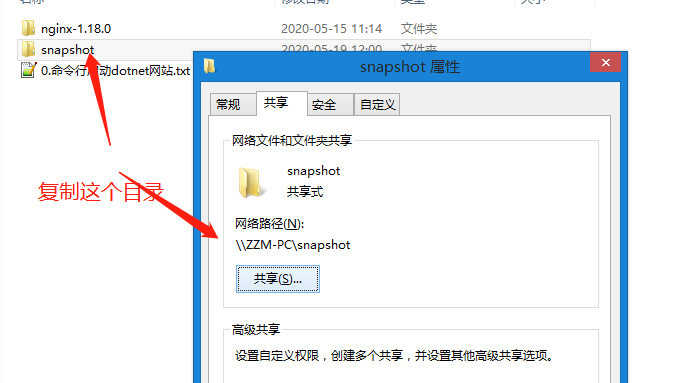 名称 修改日期 类型 大小
nginx-1.18.0 2020-05-15 11:14 文件夹
snapshot 2020-05-19 12:00 文件夹
0.命令行启动dotnet网站.txt
snapshot 属性
常规 共享 安全 自定义
网络文件和文件夹共享
snapshot
共享式
复制这个目录
网络路径(N):
\\ZZM-PC\snapshot
共享(S)...
高级共享
设置自定义权限，创建多个共享，并设置其他高级共享选项。